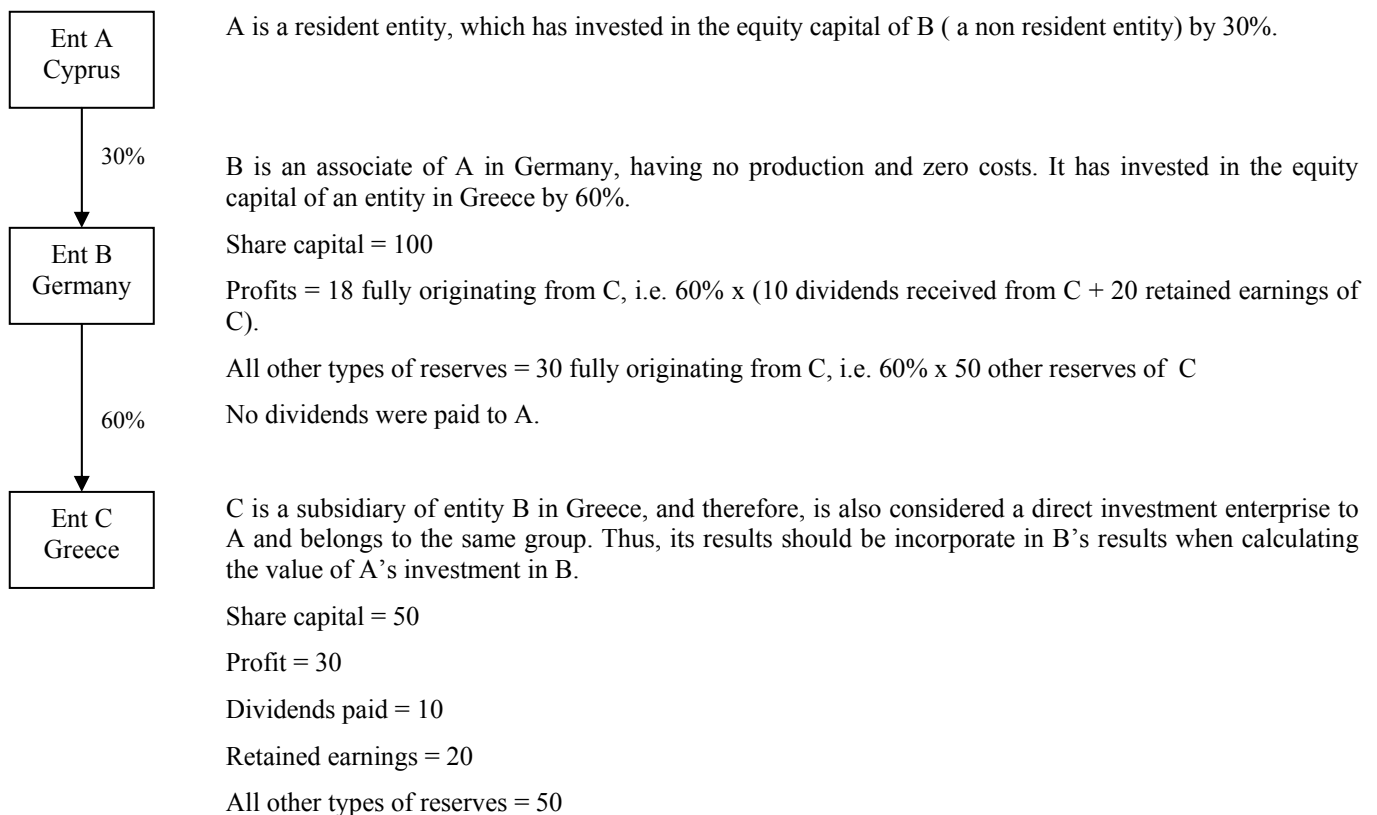 Ent A
Cyprus
A is a resident entity, which has invested in the equity capital of B ( a non resident entity) by 30%.
30%
B is an associate of A in Germany, having no production and zero costs. It has invested in the equity
capital of an entity in Greece by 60%.
Ent B
Germany
Share capital = 100
Profits = 18 fully originating from C, i.e. 60% x (10 dividends received from C + 20 retained earnings of
C).
All other types of reserves = 30 fully originating from C, i.e. 60% x 50 other reserves of C
No dividends were paid to A.
60%
Ent C
Greece
C is a subsidiary of entity B in Greece, and therefore, is also considered a direct investment enterprise to
A and belongs to the same group. Thus, its results should be incorporate in B’s results when calculating
the value of A’s investment in B.
Share capital = 50
Profit = 30
Dividends paid = 10
Retained earnings = 20
All other types of reserves = 50